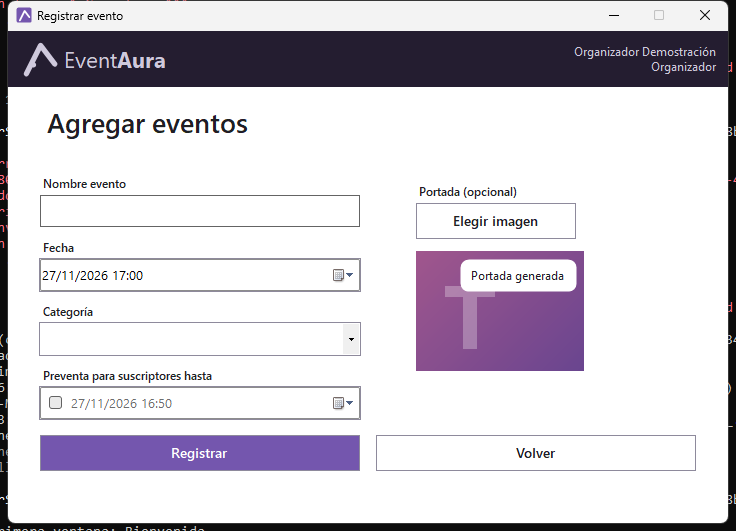 Registrar evento
EventAura
Organizador Demostración
Organizador
Agregar eventos
Nombre evento
Portada (opcional)
Elegir imagen
Fecha
27/11/2026 17:00
Portada generada
T
Categoría
Preventa para suscriptores hasta
27/11/2026 16:50
Registrar
Volver